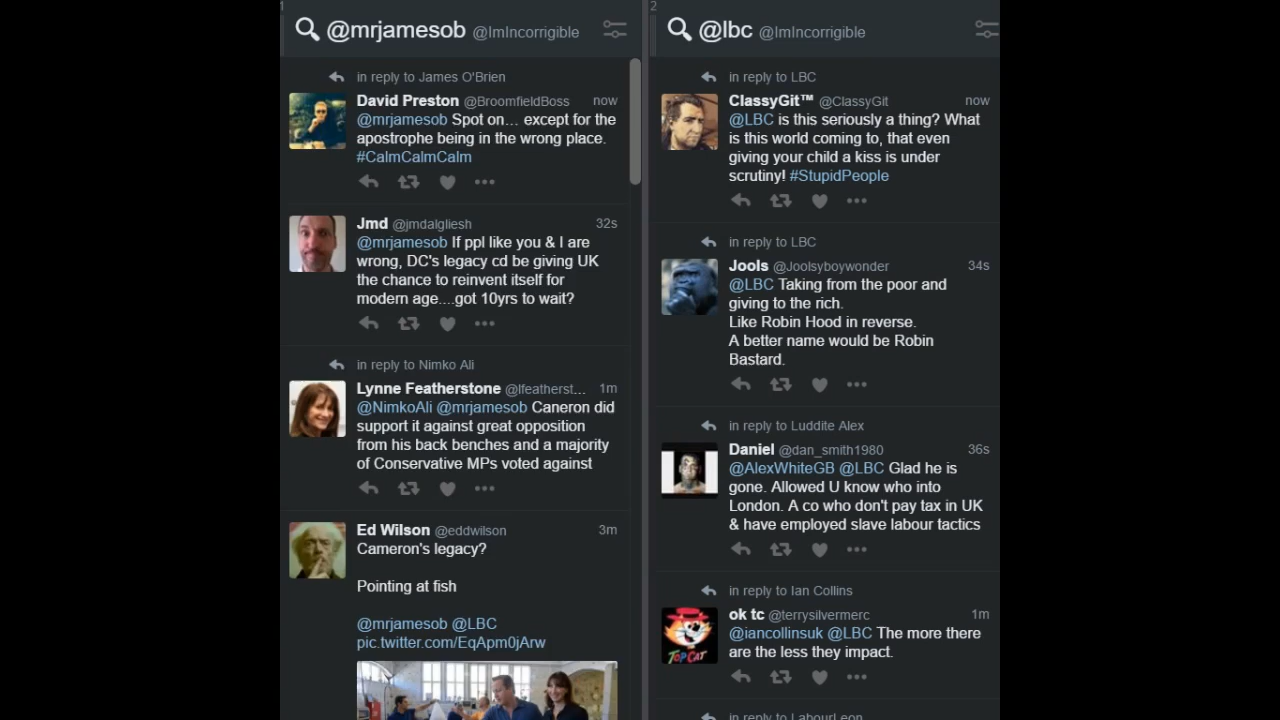 1
@mrjamesob @ImIncorrigible
in reply to James O'Brien
David Preston @BroomfieldBoss now
@mrjamesob Spot on… except for the
apostrophe being in the wrong place.
#CalmCalmCalm
Jmd @jmdalgliesh 32s
@mrjamesob If ppl like you & I are
wrong, DC's legacy cd be giving UK
the chance to reinvent itself for
modern age....got 10yrs to wait?
in reply to Nimko Ali
Lynne Featherstone @lfeatherst... 1m
@NimkoAli @mrjamesob Caneron did
support it against great opposition
from his back benches and a majority
of Conservative MPs voted against
Ed Wilson @eddwilson 3m
Cameron's legacy?
Pointing at fish
@mrjamesob @LBC
pic.twitter.com/EqApm0jArw
2
@lbc @ImIncorrigible
in reply to LBC
ClassyGit™ @ClassyGit now
@LBC is this seriously a thing? What
is this world coming to, that even
giving your child a kiss is under
scrutiny! #StupidPeople
in reply to LBC
Jools @Joolsyboywonder 34s
@LBC Taking from the poor and
giving to the rich.
Like Robin Hood in reverse.
A better name would be Robin
Bastard.
in reply to Luddite Alex
Daniel @dan_smith1980 36s
@AlexWhiteGB @LBC Glad he is
gone. Allowed U know who into
London. A co who don't pay tax in UK
& have employed slave labour tactics
in reply to Ian Collins
ok tc @terrysilvermerc 1m
@iancollinsuk @LBC The more there
are the less they impact.
TOP CAT
in reply to LabourLeon